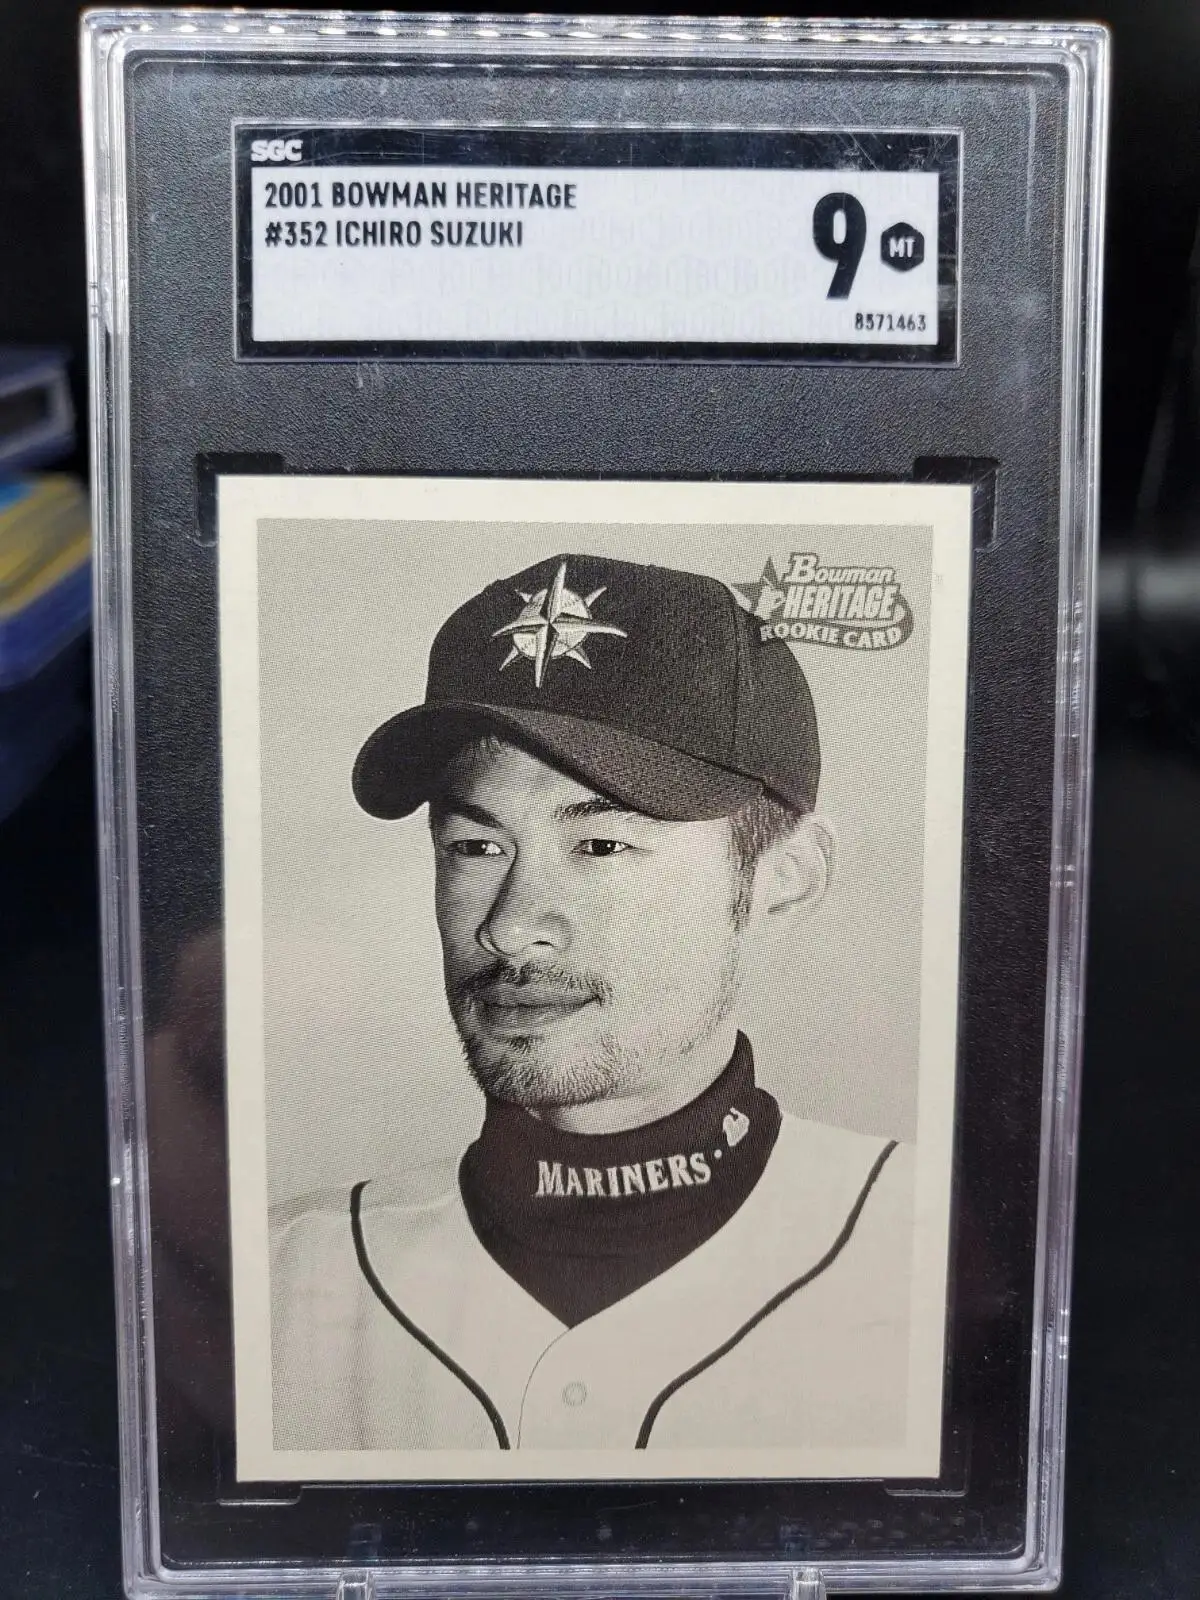 SGC
2001 BOWMAN HERITAGE
#352 ICHIRO SUZUKI
9 MT
8571463
Bowman
HERITAGE
ROOKIE CARD
MARINERS